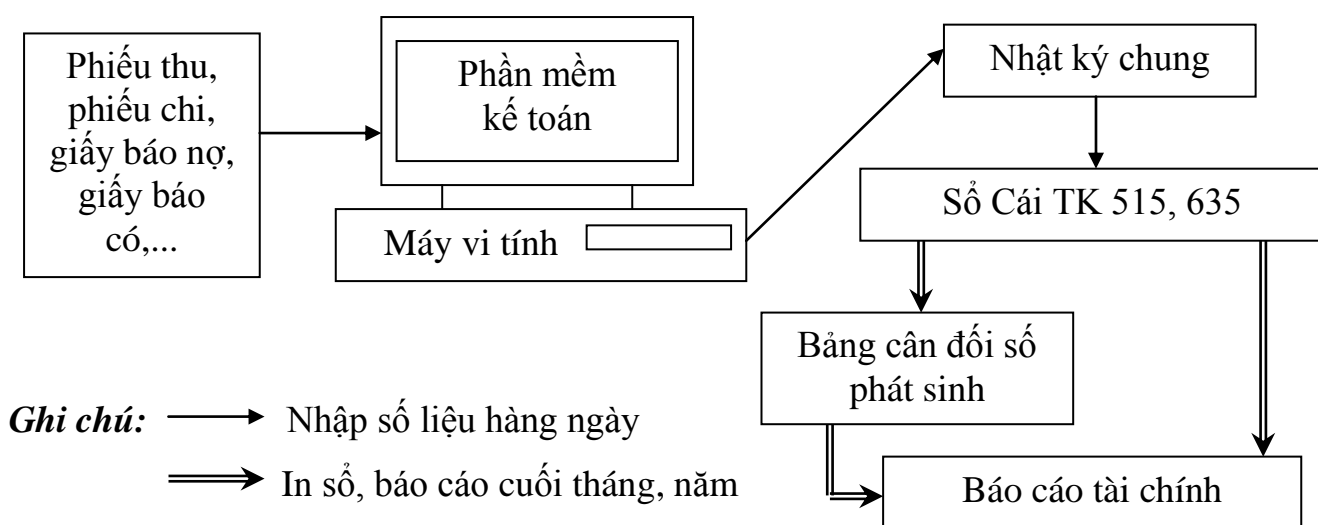 Phiếu thu,
phiếu chi,
giấy báo nợ,
giấy báo
có,...
Phần mềm
kế toán
Máy vi tính
Nhật ký chung
Sổ Cái TK 515, 635
Bảng cân đối số
phát sinh
Báo cáo tài chính
Ghi chú:
Nhập số liệu hàng ngày
In sổ, báo cáo cuối tháng, năm